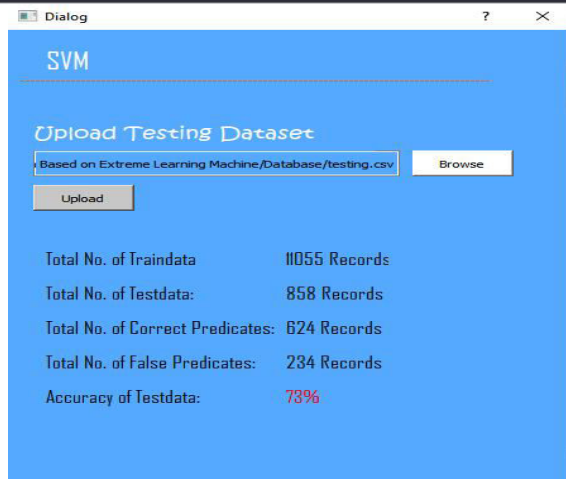 Dialog ?
SVM
Upload Testing Dataset
Based on Extreme Learning Machine/Database/testing.csv Browse
Upload
Total No. of Traindata 11055 Records
Total No. of Testdata: 858 Records
Total No. of Correct Predicates: 624 Records
Total No. of False Predicates: 234 Records
Accuracy of Testdata: 73%